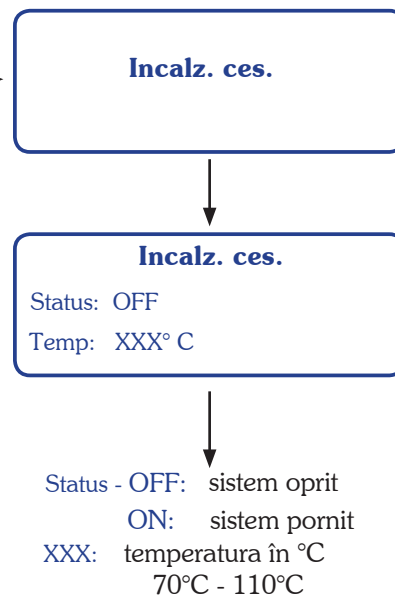 Incalz. ces.
Incalz. ces.
Status: OFF
Temp: XXX° C
Status - OFF: sistem oprit
ON: sistem pornit
XXX: temperatura în °C
70°C - 110°C